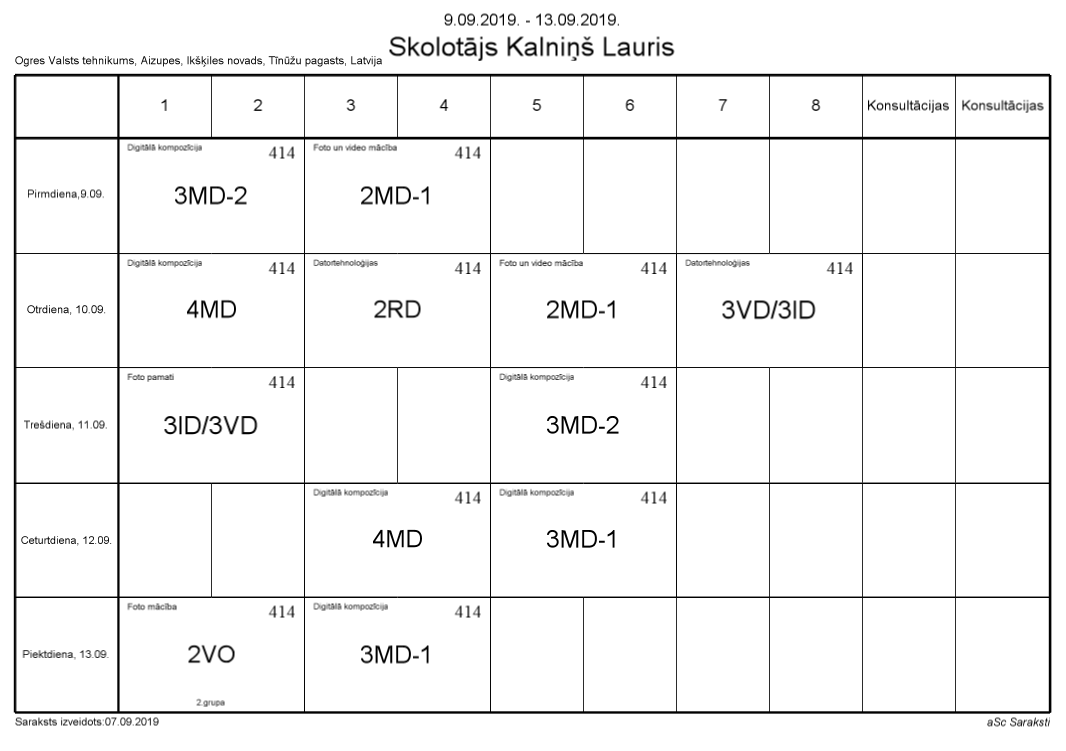 9.09.2019. - 13.09.2019.
Skolotājs Kalniņš Lauris
Ogres Valsts tehnikums, Aizupes, Ikšķiles novads, Tīnūžu pagasts, Latvija
1 2 3 4 5 6 7 8 Konsultācijas Konsultācijas
Digitālā kompozīcija 414 Foto un video mācība 414
Pirmdiena,9.09. 3MD-2 2MD-1
Digitālā kompozīcija 414 Datortehnoloģijas 414 Foto un video mācība 414 Datortehnoloģijas 414
Otrdiena, 10.09. 4MD 2RD 2MD-1 3VD/3ID
Foto pamati 414 Digitālā kompozīcija 414
Trešdiena, 11.09. 3ID/3VD 3MD-2
Digitālā kompozīcija 414 Digitālā kompozīcija 414
Ceturtdiena, 12.09. 4MD 3MD-1
Foto mācība 414 Digitālā kompozīcija 414
Piektdiena, 13.09. 2VO 3MD-1
2.grupa
Saraksts izveidots:07.09.2019 aSc Saraksti